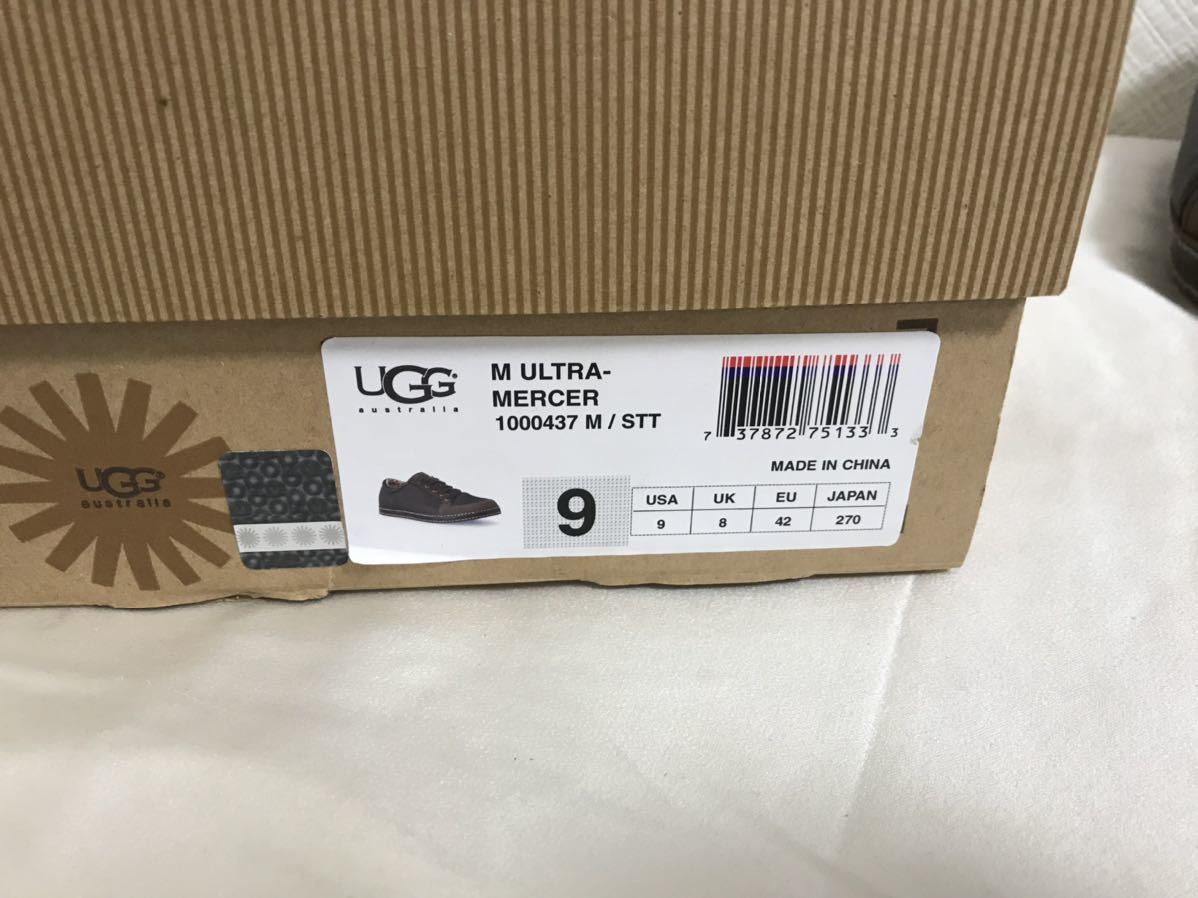 UGG
australia
UGG
australia
M ULTRA-
MERCER
1000437 M / STT
7 37872 75133 3
MADE IN CHINA
9
USA UK EU JAPAN
9 8 42 270